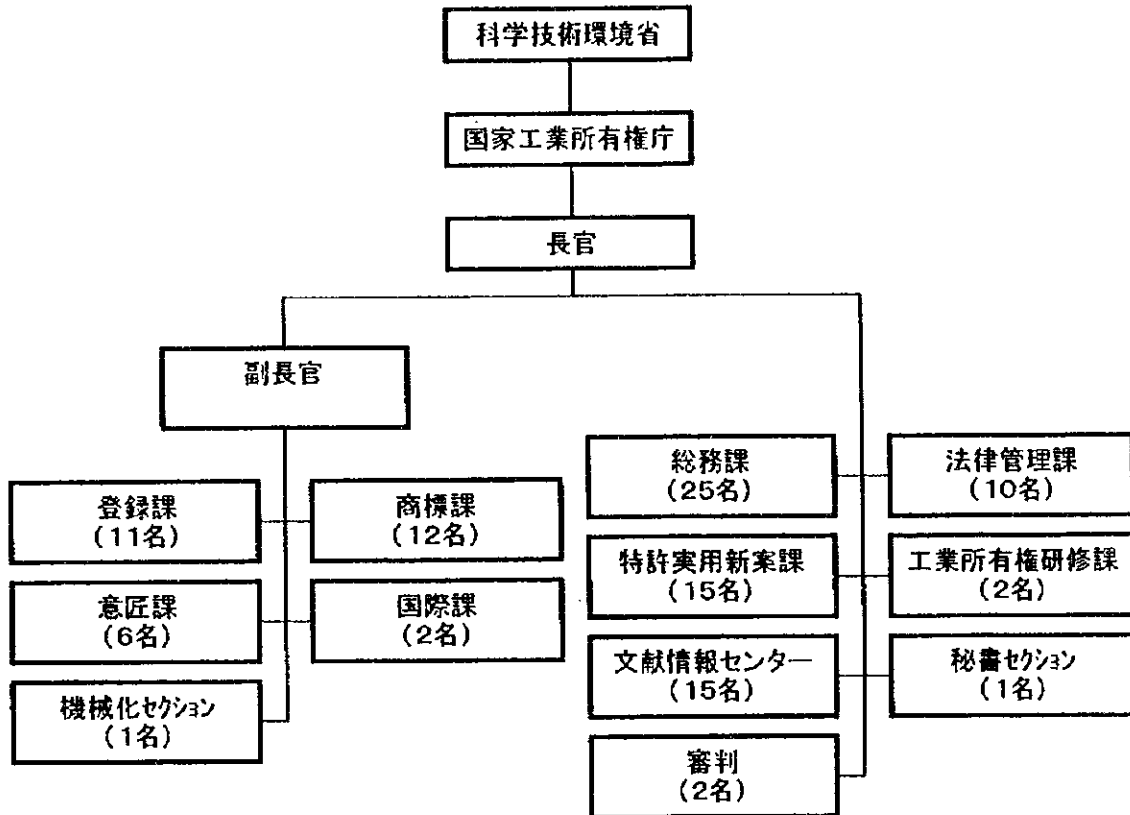 科学技術環境省
国家工業所有権庁
長官
副長官
登録課
(11名)
商標課
(12名)
意匠課
(6名)
国際課
(2名)
機械化ｾｸｼｮﾝ
(1名)
総務課
(25名)
法律管理課
(10名)
特許実用新案課
(15名)
工業所有権研修課
(2名)
文献情報センター
(15名)
秘書ｾｸｼｮﾝ
(1名)
審判
(2名)